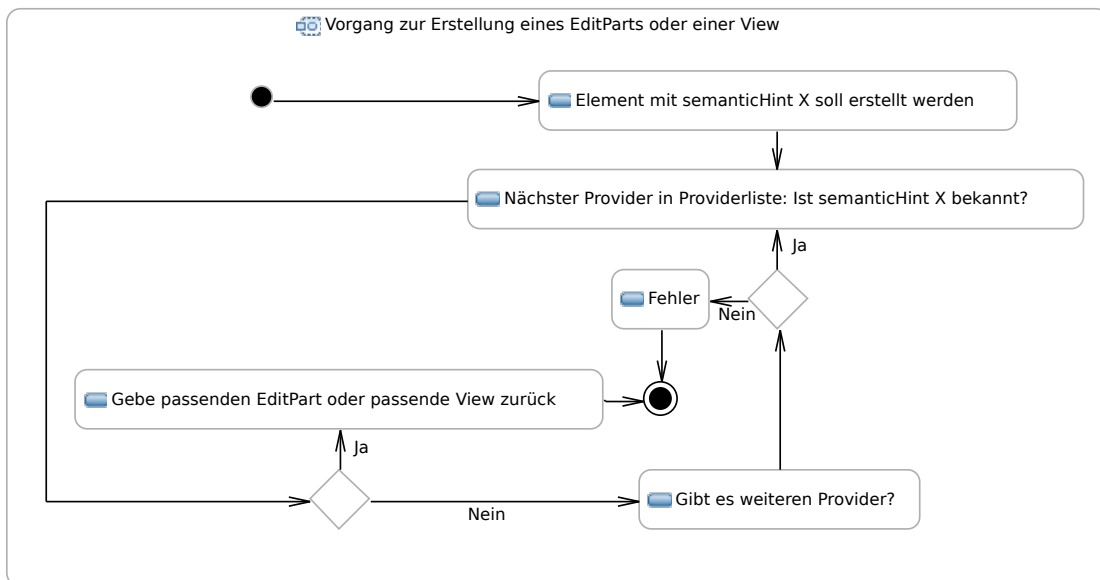 Vorgang zur Erstellung eines EditParts oder einer View
Element mit semanticHint X soll erstellt werden
Nächster Provider in Providerliste: Ist semanticHint X bekannt?
Ja
Fehler
Nein
Gebe passenden EditPart oder passende View zurück
Ja
Nein
Gibt es weiteren Provider?